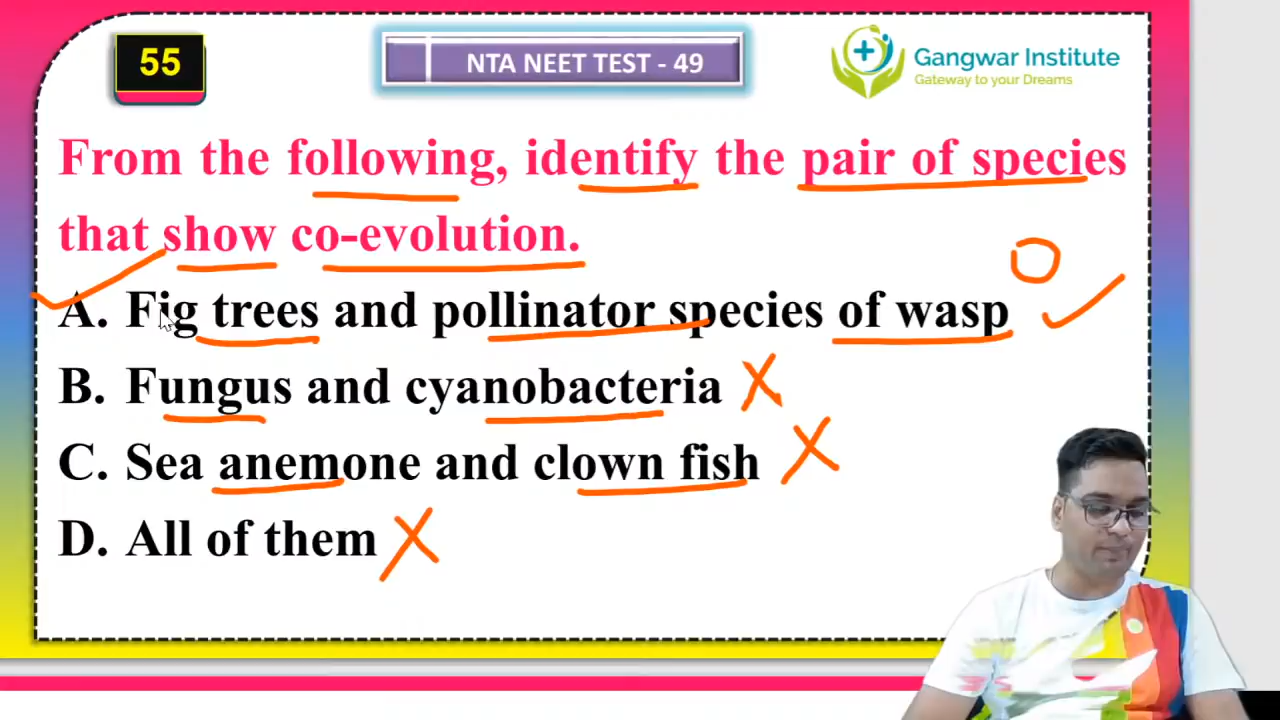 55
NTA NEET TEST - 49
Gangwar Institute
Gateway to your Dreams
From the following, identify the pair of species
that show co-evolution.
A. Fig trees and pollinator species of wasp
B. Fungus and cyanobacteria
C. Sea anemone and clown fish
D. All of them